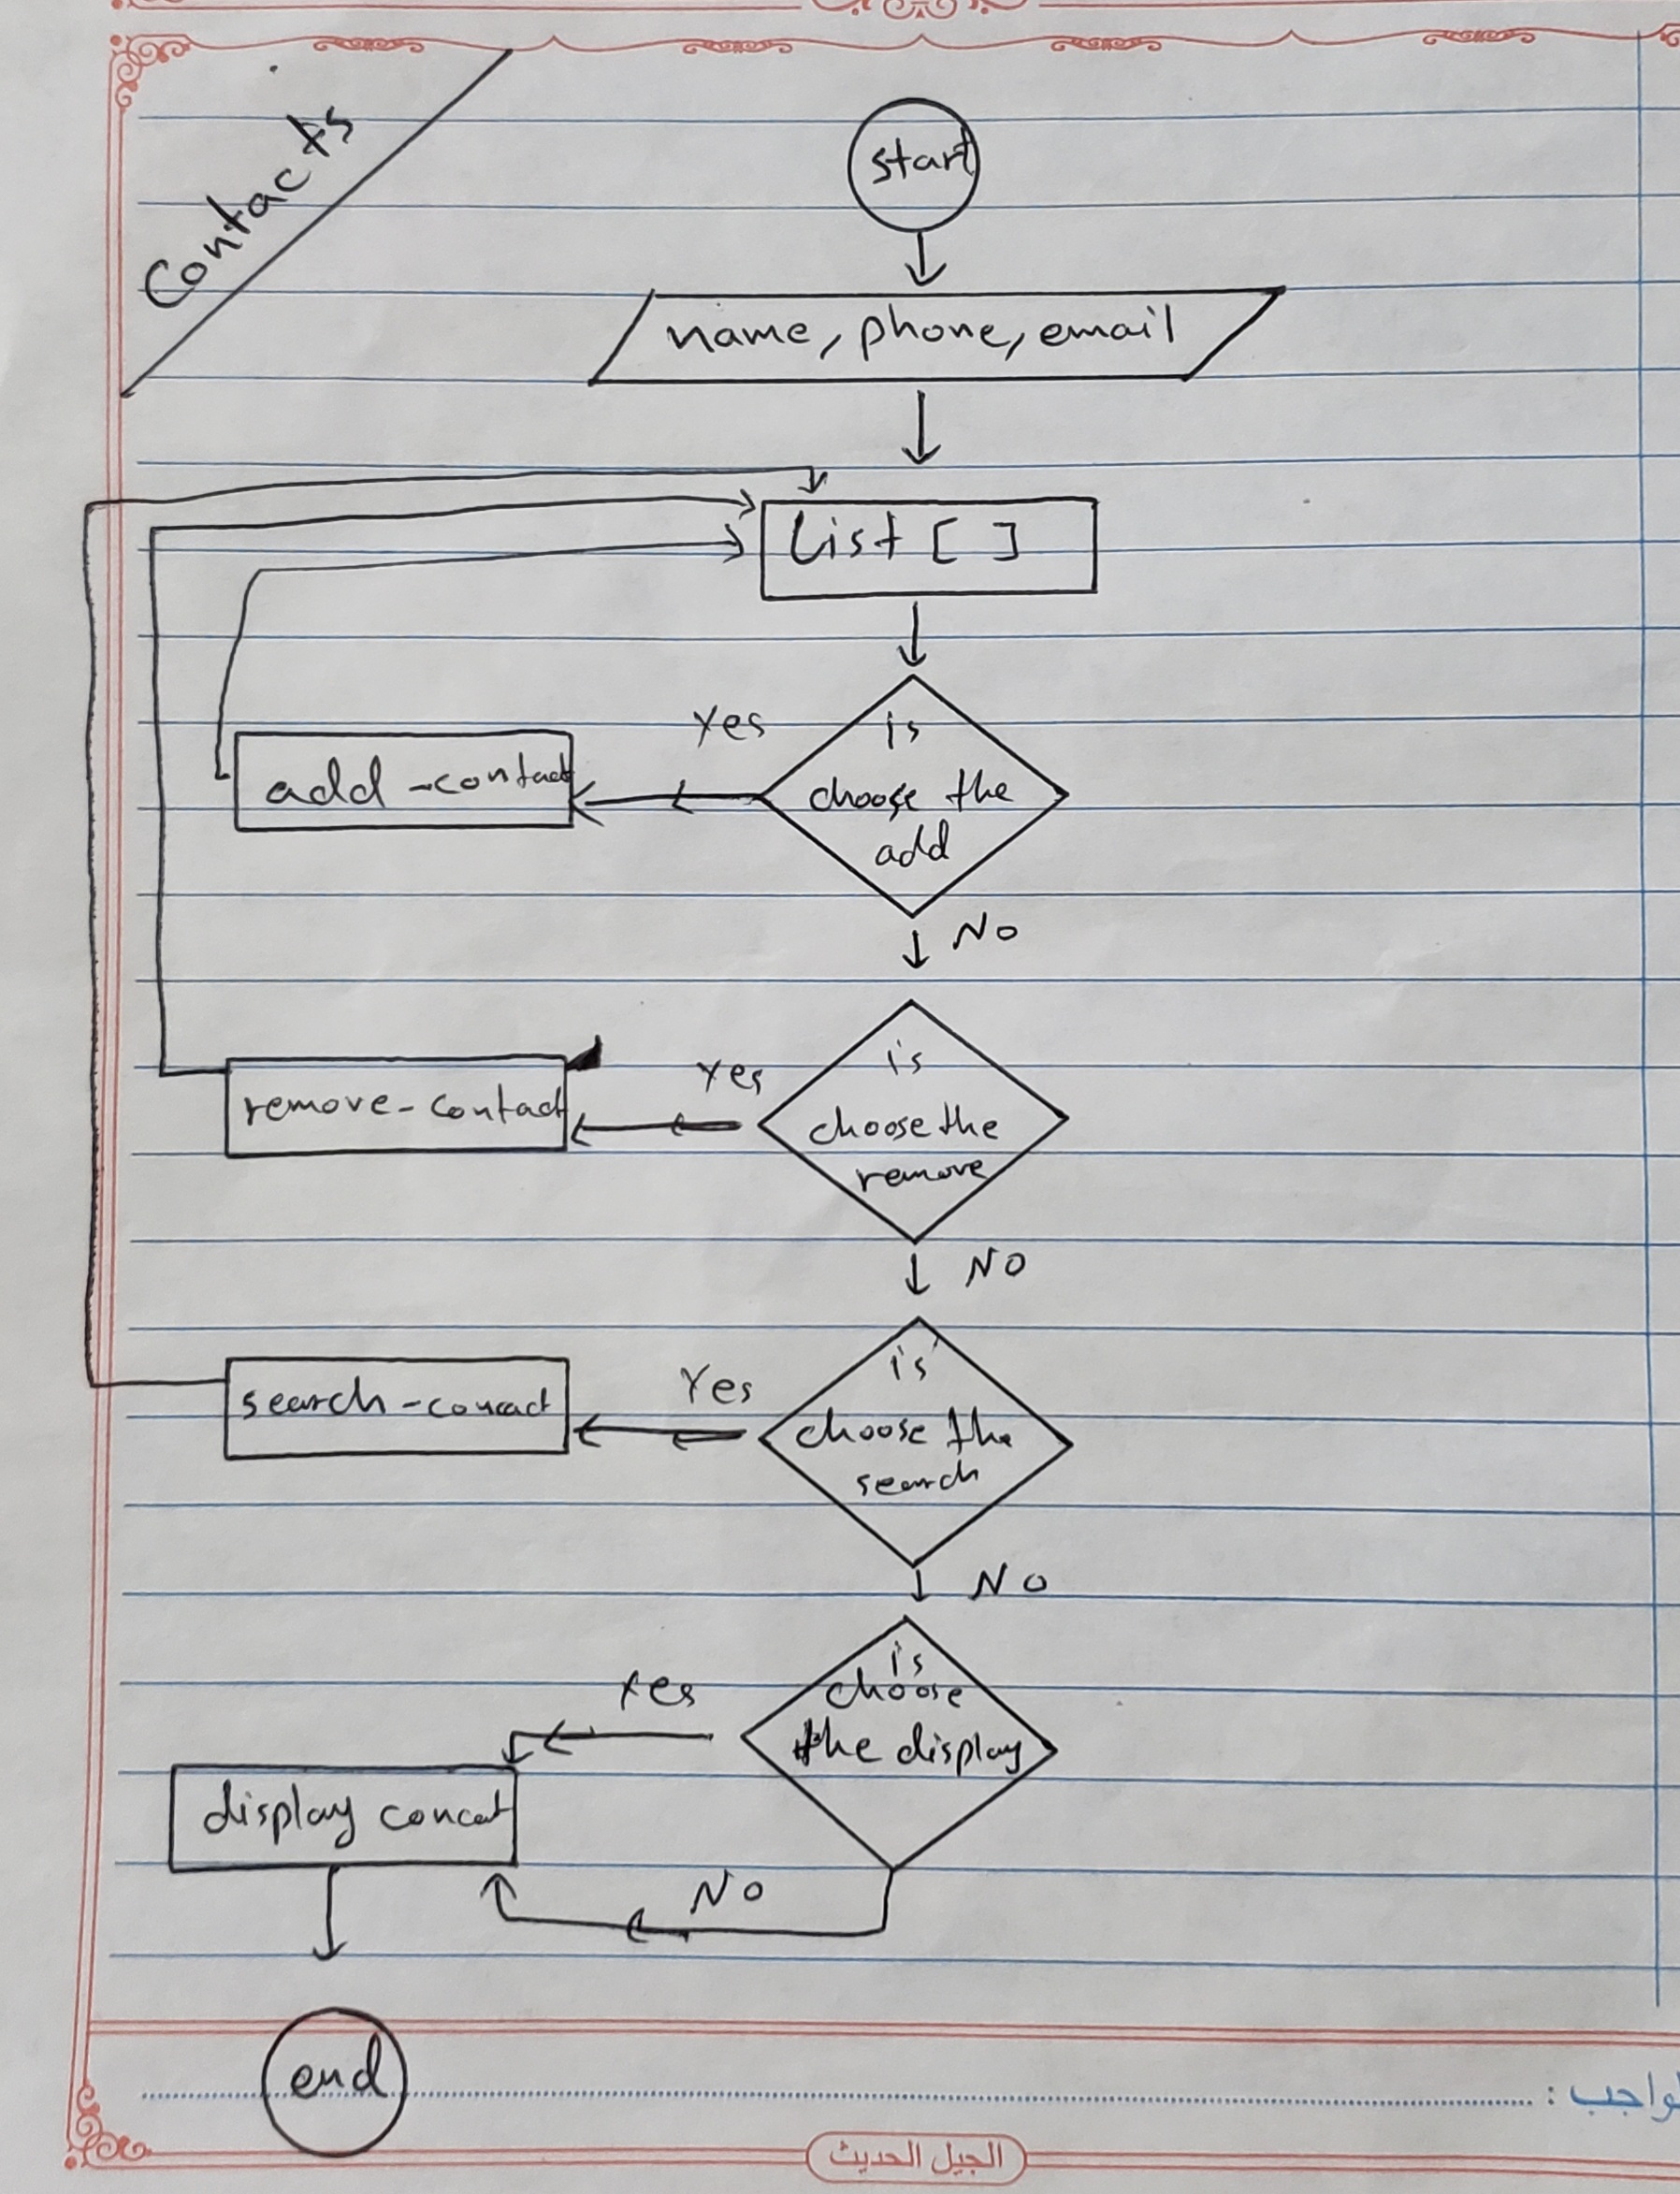 Contacts
start
name, phone, email
List [ ]
is
choose the
add
Yes
add-contact
No
is
choose the
remove
Yes
remove-contact
NO
is
choose the
search
Yes
search-concact
No
is
choose
the display
Yes
display concat
No
end
الجيل الحديث